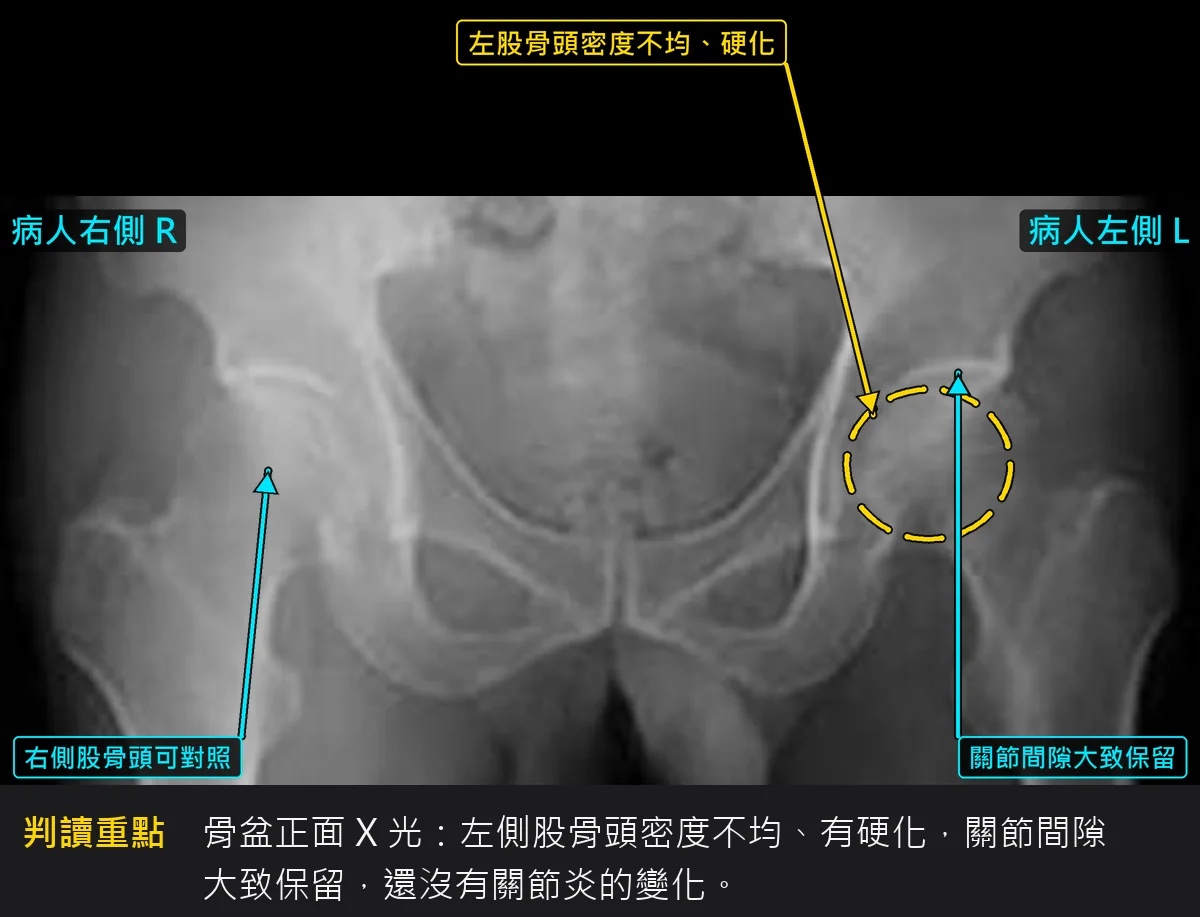 左股骨頭密度不均、硬化
病人右側 R
病人左側 L
右側股骨頭可對照
關節間隙大致保留
判讀重點
骨盆正面 X 光：左側股骨頭密度不均、有硬化，關節間隙
大致保留，還沒有關節炎的變化。